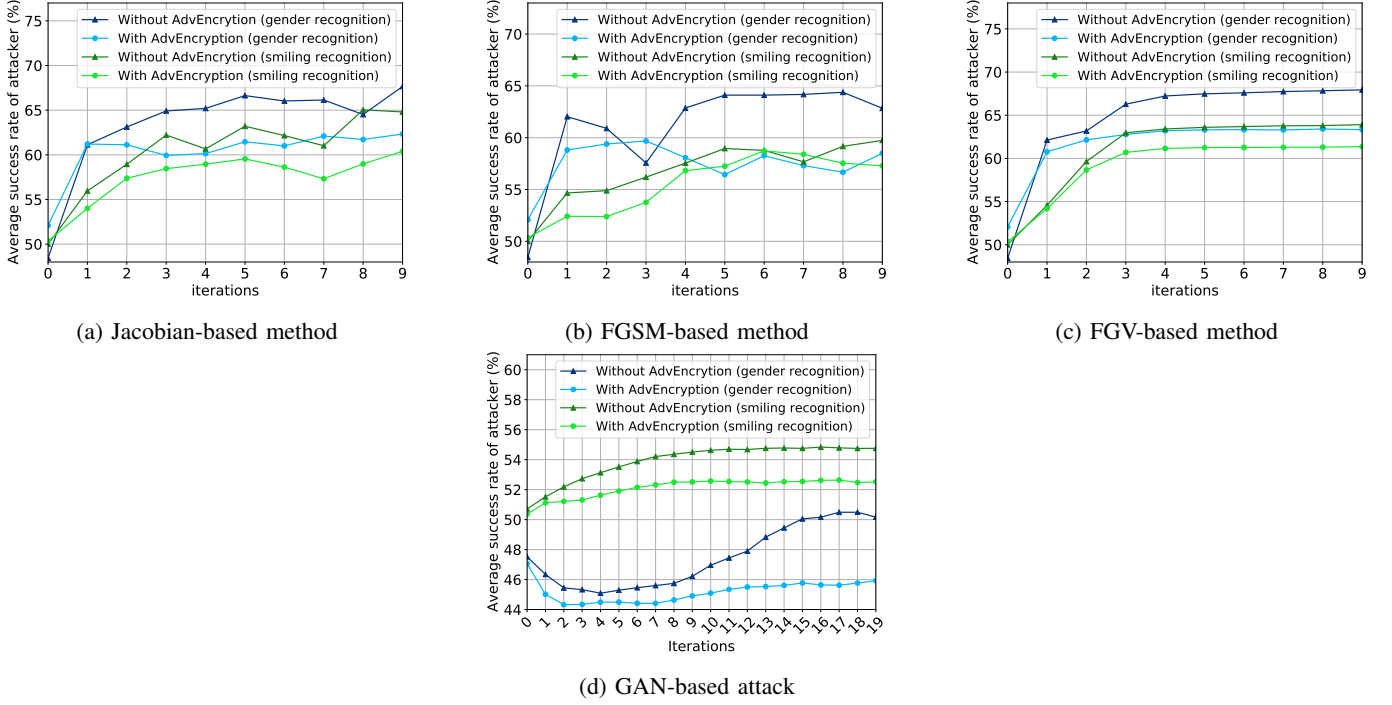 Average success rate of attacker (%)
75
70
65
60
55
50
Without AdvEncrytion (gender recognition)
With AdvEncryption (gender recognition)
Without AdvEncrytion (smiling recognition)
With AdvEncryption (smiling recognition)
0 1 2 3 4 5 6 7 8 9
iterations
(a) Jacobian-based method
Average success rate of attacker (%)
70
65
60
55
50
Without AdvEncrytion (gender recognition)
With AdvEncryption (gender recognition)
Without AdvEncrytion (smiling recognition)
With AdvEncryption (smiling recognition)
0 1 2 3 4 5 6 7 8 9
iterations
(b) FGSM-based method
Average success rate of attacker (%)
75
70
65
60
55
50
Without AdvEncrytion (gender recognition)
With AdvEncryption (gender recognition)
Without AdvEncrytion (smiling recognition)
With AdvEncryption (smiling recognition)
0 1 2 3 4 5 6 7 8 9
iterations
(c) FGV-based method
Average success rate of attacker (%)
60
58
56
54
52
50
48
46
44
Without AdvEncrytion (gender recognition)
With AdvEncryption (gender recognition)
Without AdvEncrytion (smiling recognition)
With AdvEncryption (smiling recognition)
0 1 2 3 4 5 6 7 8 9 10 11 12 13 14 15 16 17 18 19
Iterations
(d) GAN-based attack